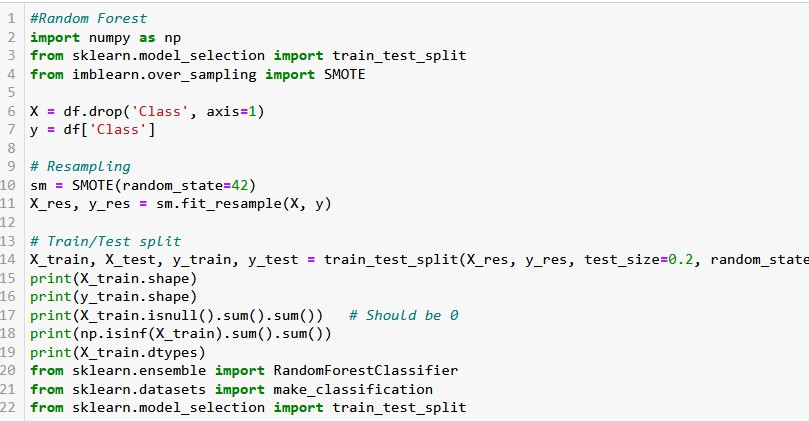 1 #Random Forest
2 import numpy as np
3 from sklearn.model_selection import train_test_split
4 from imblearn.over_sampling import SMOTE
5
6 X = df.drop('Class', axis=1)
7 y = df['Class']
8
9 # Resampling
10 sm = SMOTE(random_state=42)
11 X_res, y_res = sm.fit_resample(X, y)
12
13 # Train/Test split
14 X_train, X_test, y_train, y_test = train_test_split(X_res, y_res, test_size=0.2, random_state
15 print(X_train.shape)
16 print(y_train.shape)
17 print(X_train.isnull().sum().sum())   # Should be 0
18 print(np.isinf(X_train).sum().sum())
19 print(X_train.dtypes)
20 from sklearn.ensemble import RandomForestClassifier
21 from sklearn.datasets import make_classification
22 from sklearn.model_selection import train_test_split